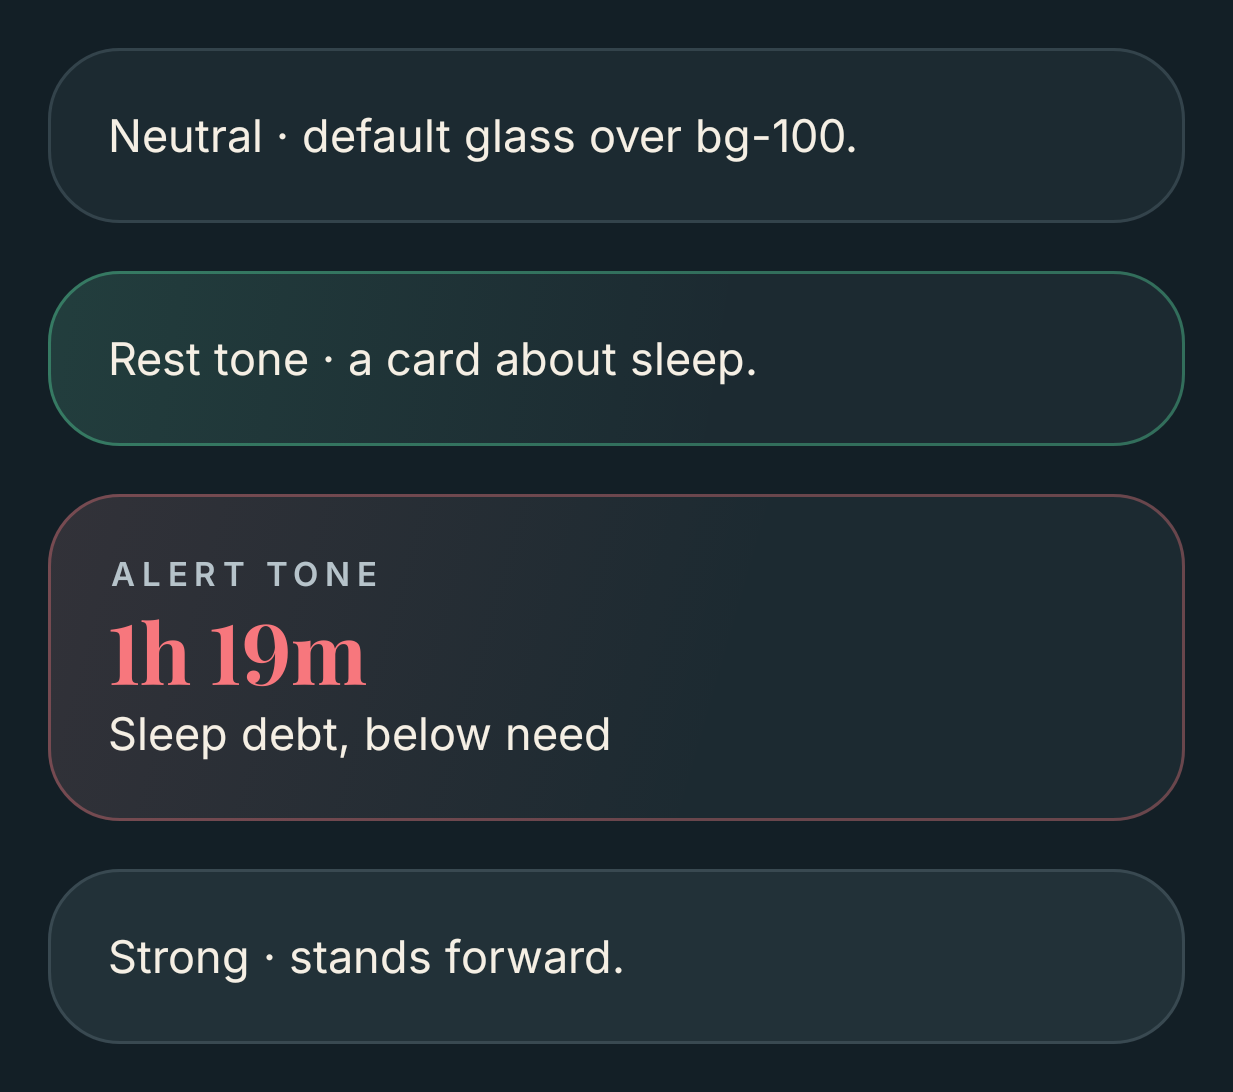 Neutral · default glass over bg-100.
Rest tone · a card about sleep.
ALERT TONE
1h 19m
Sleep debt, below need
Strong · stands forward.